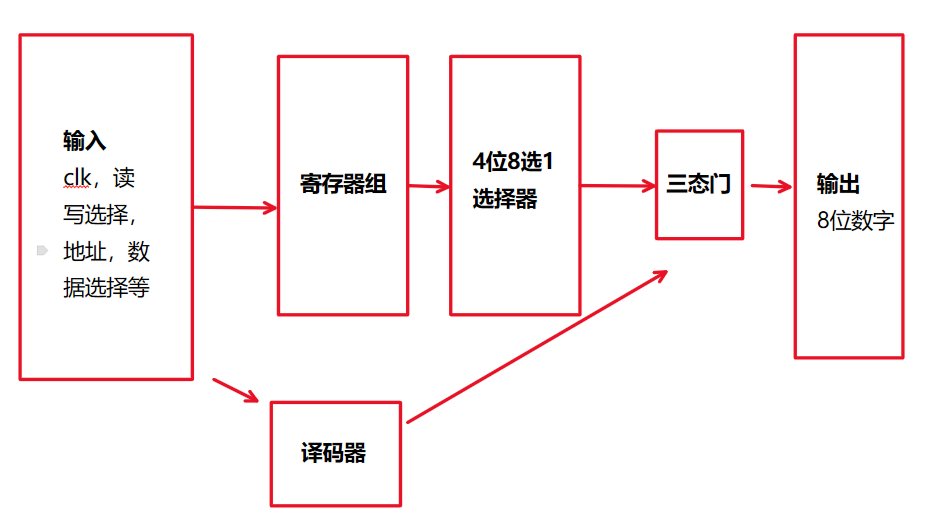 输入
clk，读
写选择，
地址，数
据选择等
寄存器组
4位8选1
选择器
三态门
输出
8位数字
译码器